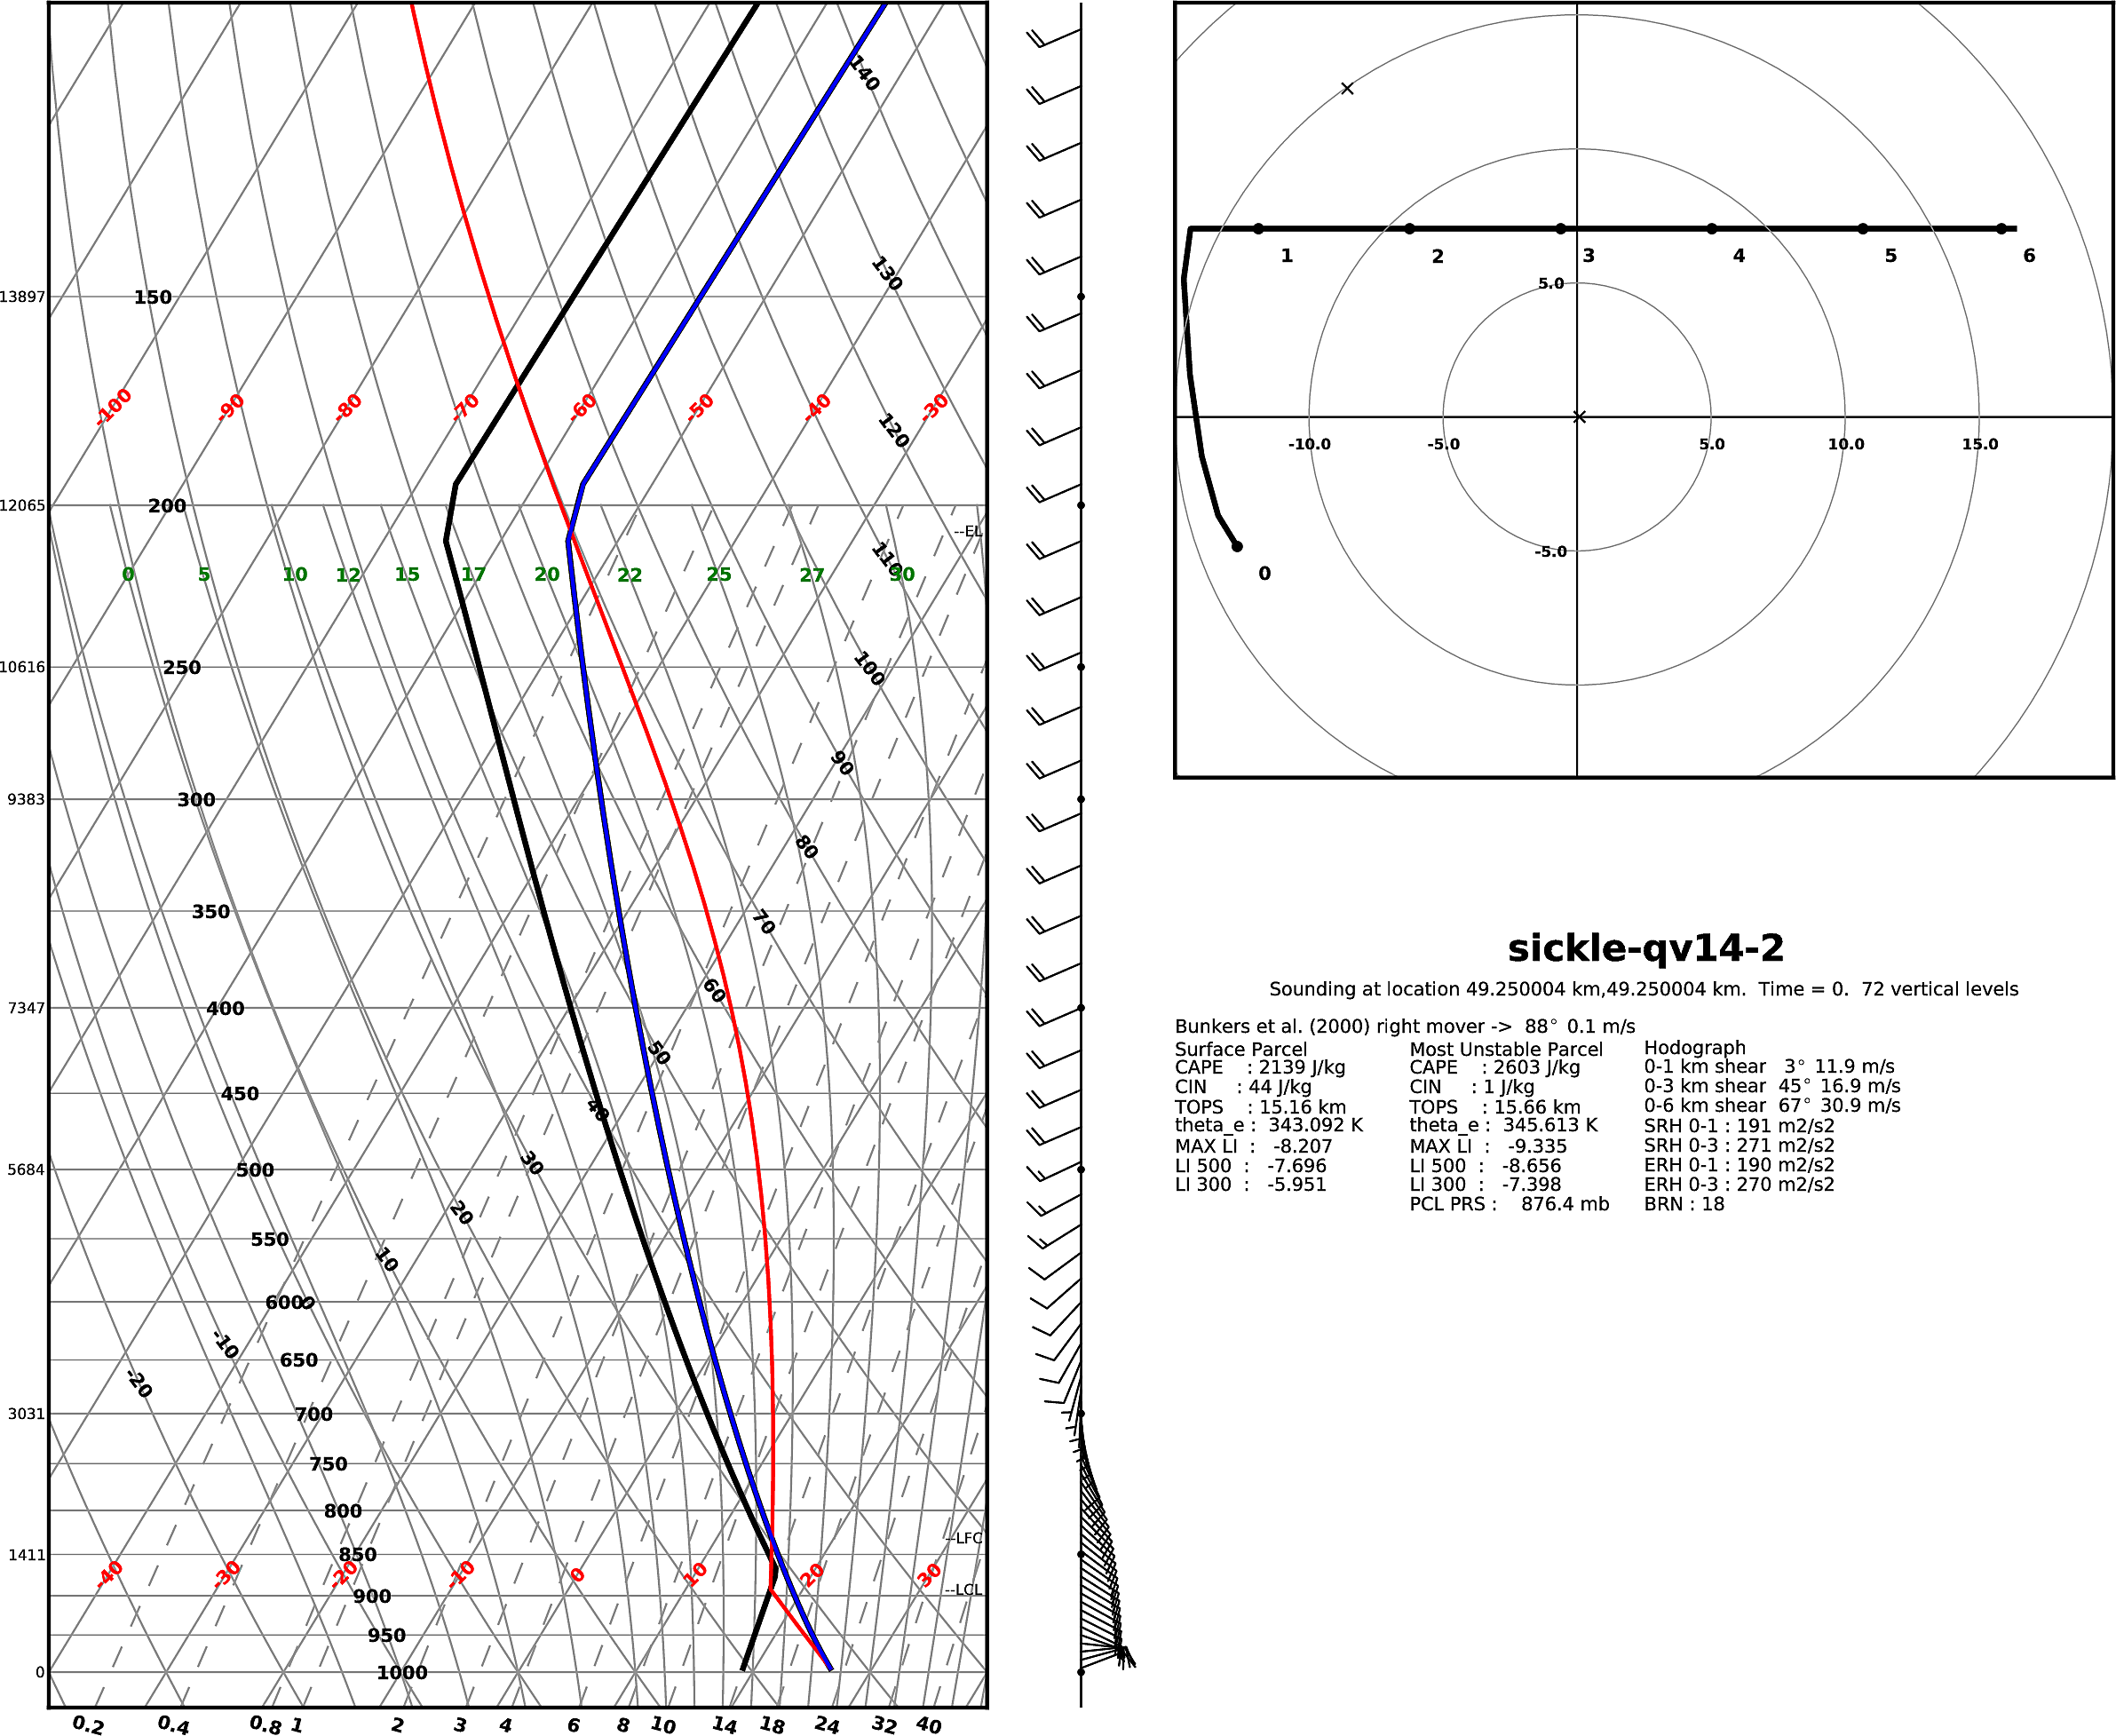 140
130
13897 150
-100 -90 -80 -70 -60 -50 -40 -30
120
12065 200
--EL
110
0 5 10 12 15 17 20 22 25 27 30
10616 250
100
90
9383 300
80
350
70
60
7347 400
50
450
40
30
5684 500
20
550
10
600 0
-10
650
-20
3031 700
750
800
--LFC
1411 850
-40 -30 -20 -10 0 10 20 30
--LCL
900
950
0 1000
0.2 0.4 0.8 1 2 3 4 6 8 10 14 18 24 32 40
1 2 3 4 5 6
5.0
-10.0 -5.0 5.0 10.0 15.0
-5.0
0
sickle-qv14-2
Sounding at location 49.250004 km,49.250004 km. Time = 0. 72 vertical levels
Bunkers et al. (2000) right mover -> 88° 0.1 m/s
Surface Parcel
CAPE : 2139 J/kg
CIN : 44 J/kg
TOPS : 15.16 km
theta_e : 343.092 K
MAX LI : -8.207
LI 500 : -7.696
LI 300 : -5.951
Most Unstable Parcel
CAPE : 2603 J/kg
CIN : 1 J/kg
TOPS : 15.66 km
theta_e : 345.613 K
MAX LI : -9.335
LI 500 : -8.656
LI 300 : -7.398
PCL PRS : 876.4 mb
Hodograph
0-1 km shear 3° 11.9 m/s
0-3 km shear 45° 16.9 m/s
0-6 km shear 67° 30.9 m/s
SRH 0-1 : 191 m2/s2
SRH 0-3 : 271 m2/s2
ERH 0-1 : 190 m2/s2
ERH 0-3 : 270 m2/s2
BRN : 18